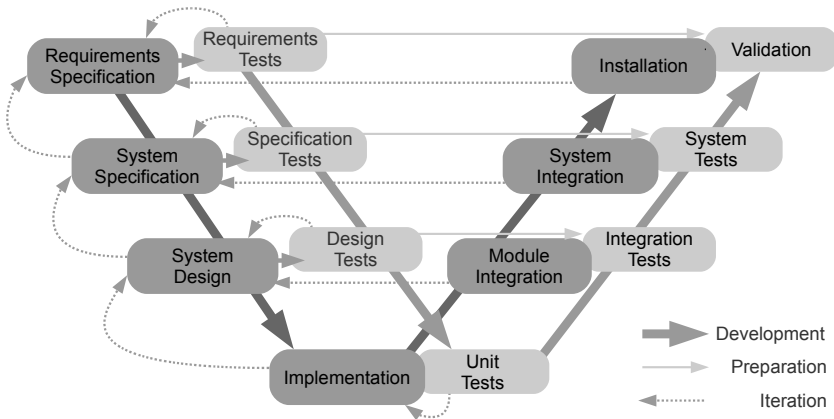 Requirements
Specification
Requirements
Tests
Installation
Validation
System
Specification
Specification
Tests
System
Integration
System
Tests
System
Design
Design
Tests
Module
Integration
Integration
Tests
Implementation
Unit
Tests
Development
Preparation
Iteration